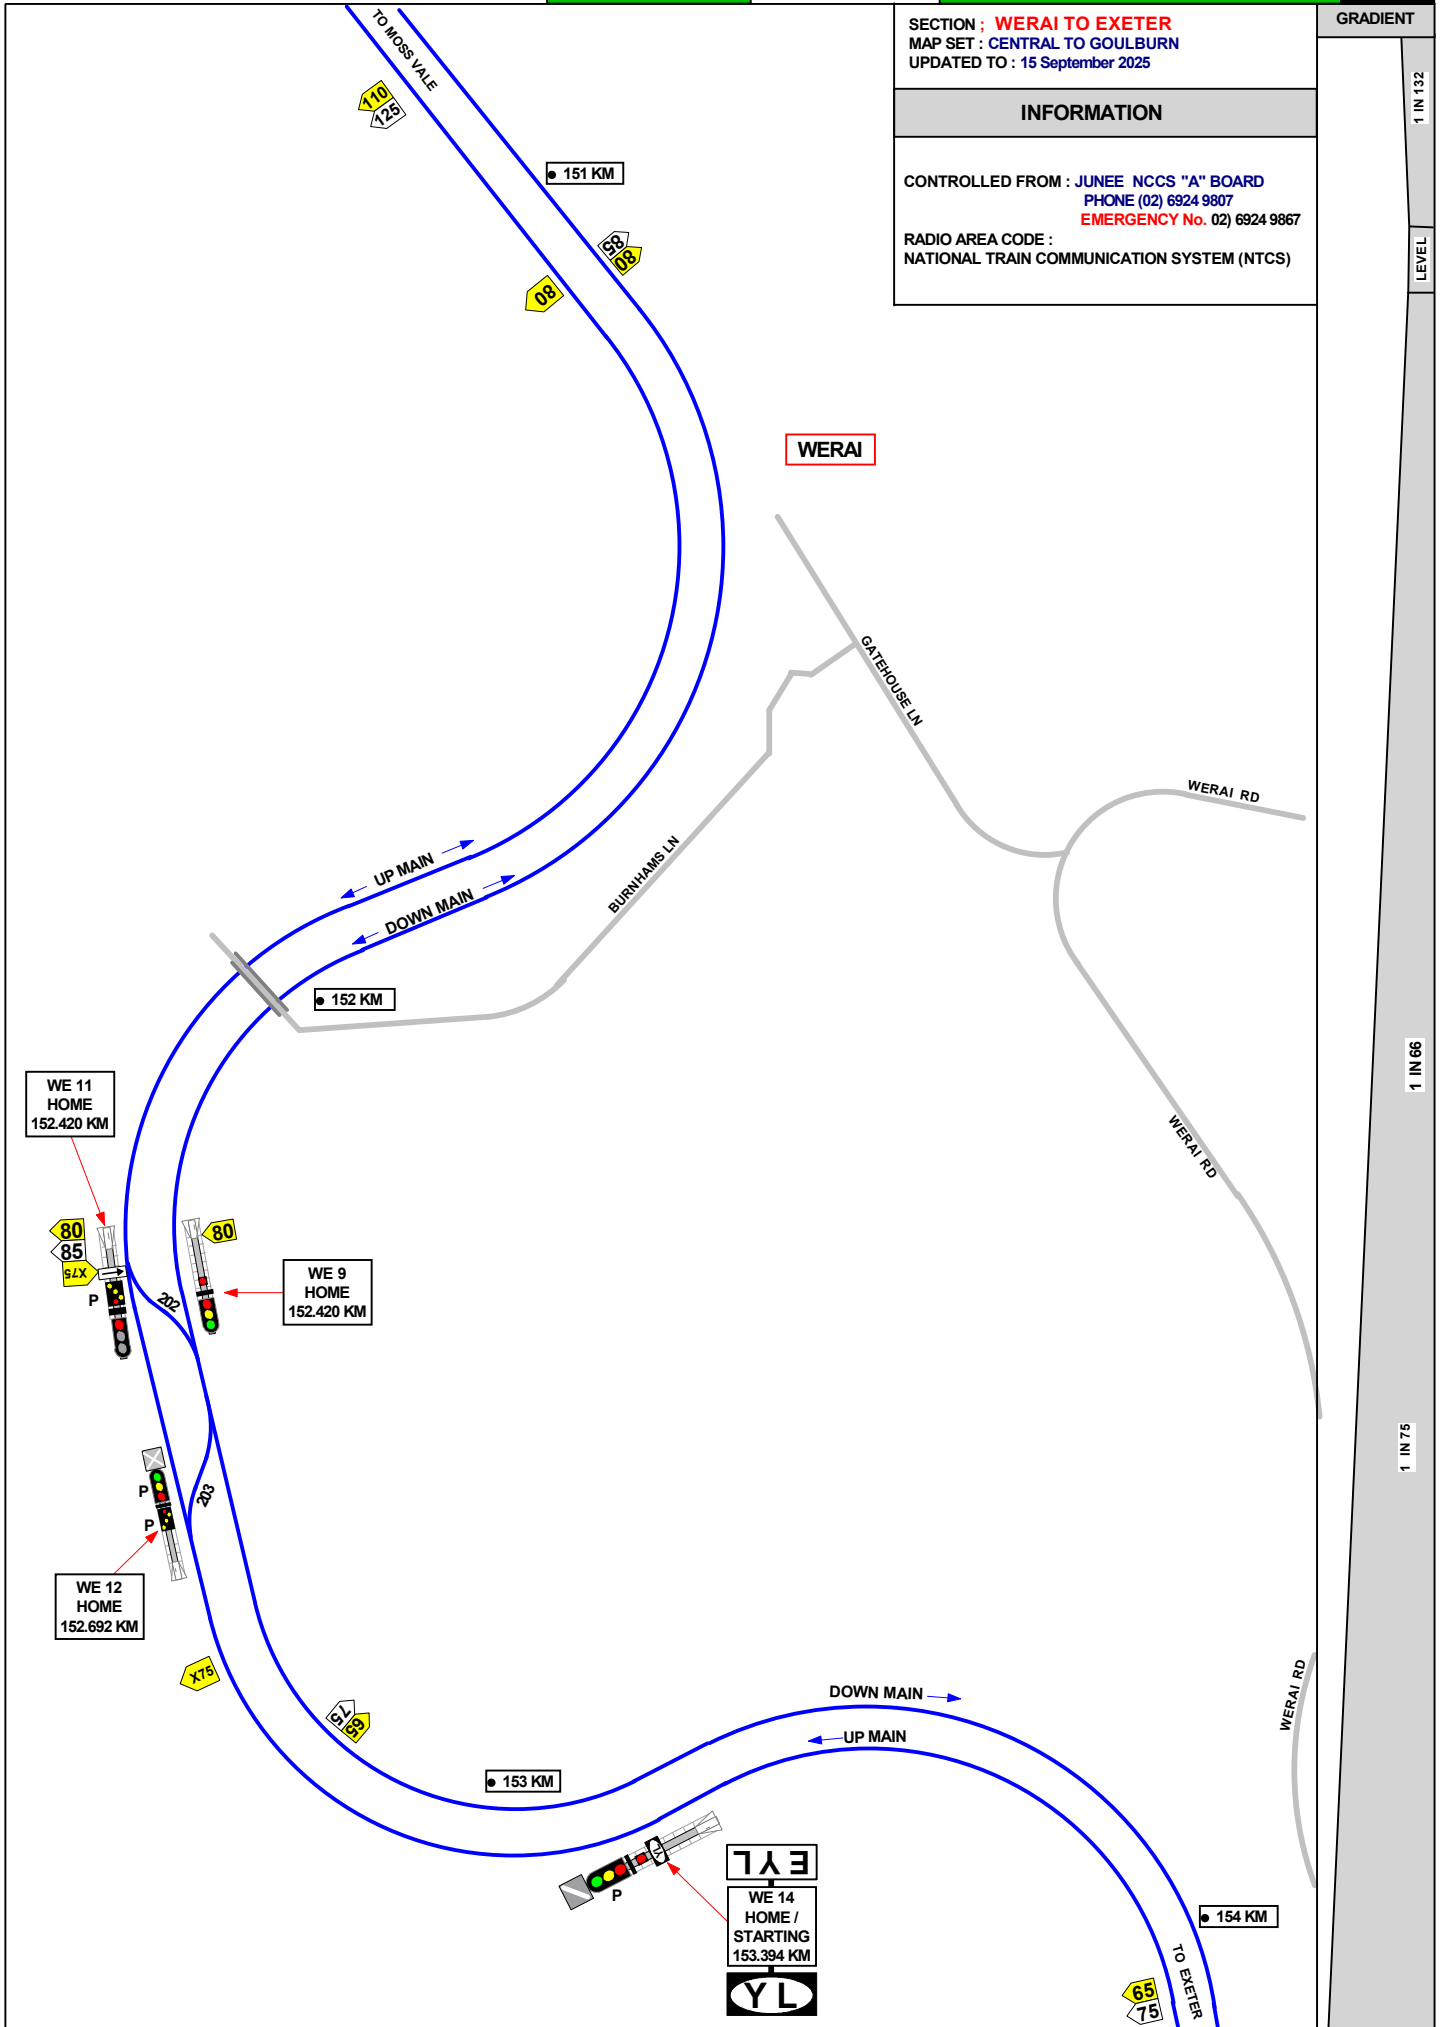 SECTION ; WERAI TO EXETER
MAP SET : CENTRAL TO GOULBURN
UPDATED TO : 15 September 2025
GRADIENT
INFORMATION
CONTROLLED FROM : JUNEE NCCS "A" BOARD
PHONE (02) 6924 9807
EMERGENCY No. 02) 6924 9867
RADIO AREA CODE :
NATIONAL TRAIN COMMUNICATION SYSTEM (NTCS)
1 IN 132
LEVEL
TO MOSS VALE
110
125
151 KM
85
80
80
WERAI
GATEHOUSE LN
WERAI RD
BURNHAMS LN
UP MAIN
DOWN MAIN
152 KM
1 IN 66
WE 11
HOME
152.420 KM
WERAI RD
80
85
X75
P
80
202
WE 9
HOME
152.420 KM
1 IN 75
P
P
203
WE 12
HOME
152.692 KM
X75
75
65
WERAI RD
DOWN MAIN
UP MAIN
153 KM
YL
P
EYL
WE 14
HOME /
STARTING
153.394 KM
YL
154 KM
TO EXETER
65
75